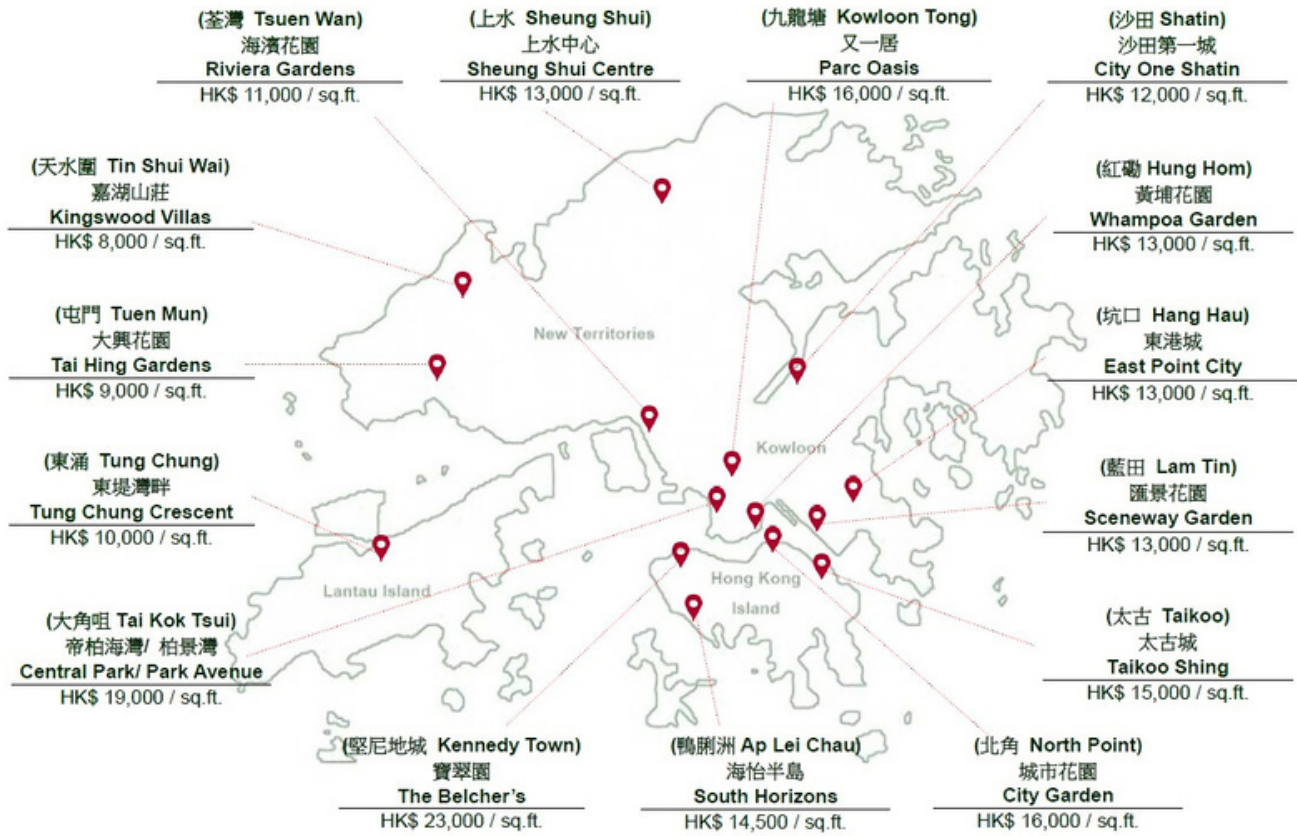 (荃灣 Tsuen Wan)
海濱花園
Riviera Gardens
HK$ 11,000 / sq.ft.
(上水 Sheung Shui)
上水中心
Sheung Shui Centre
HK$ 13,000 / sq.ft.
(九龍塘 Kowloon Tong)
又一居
Parc Oasis
HK$ 16,000 / sq.ft.
(沙田 Shatin)
沙田第一城
City One Shatin
HK$ 12,000 / sq.ft.
(天水圍 Tin Shui Wai)
嘉湖山莊
Kingswood Villas
HK$ 8,000 / sq.ft.
(紅磡 Hung Hom)
黃埔花園
Whampoa Garden
HK$ 13,000 / sq.ft.
(屯門 Tuen Mun)
大興花園
Tai Hing Gardens
HK$ 9,000 / sq.ft.
New Territories
(坑口 Hang Hau)
東港城
East Point City
HK$ 13,000 / sq.ft.
(東涌 Tung Chung)
東堤灣畔
Tung Chung Crescent
HK$ 10,000 / sq.ft.
Kowloon
(藍田 Lam Tin)
匯景花園
Sceneway Garden
HK$ 13,000 / sq.ft.
Lantau Island
Hong Kong
Island
(大角咀 Tai Kok Tsui)
帝柏海灣/ 柏景灣
Central Park/ Park Avenue
HK$ 19,000 / sq.ft.
(太古 Taikoo)
太古城
Taikoo Shing
HK$ 15,000 / sq.ft.
(堅尼地城 Kennedy Town)
寶翠園
The Belcher's
HK$ 23,000 / sq.ft.
(鴨脷洲 Ap Lei Chau)
海怡半島
South Horizons
HK$ 14,500 / sq.ft.
(北角 North Point)
城市花園
City Garden
HK$ 16,000 / sq.ft.